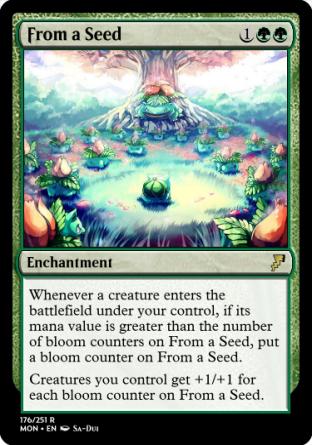 From a Seed 1
Enchantment
Whenever a creature enters the
battlefield under your control, if its
mana value is greater than the number
of bloom counters on From a Seed, put
a bloom counter on From a Seed.
Creatures you control get +1/+1 for
each bloom counter on From a Seed.
176/251 R
MON • EN Sa-Dui